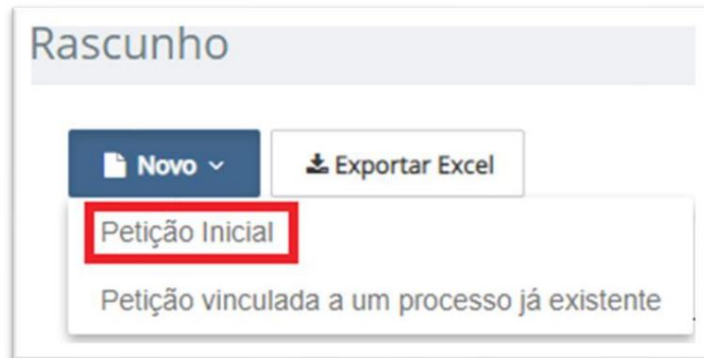 Rascunho
Novo
Exportar Excel
Petição Inicial
Petição vinculada a um processo já existente